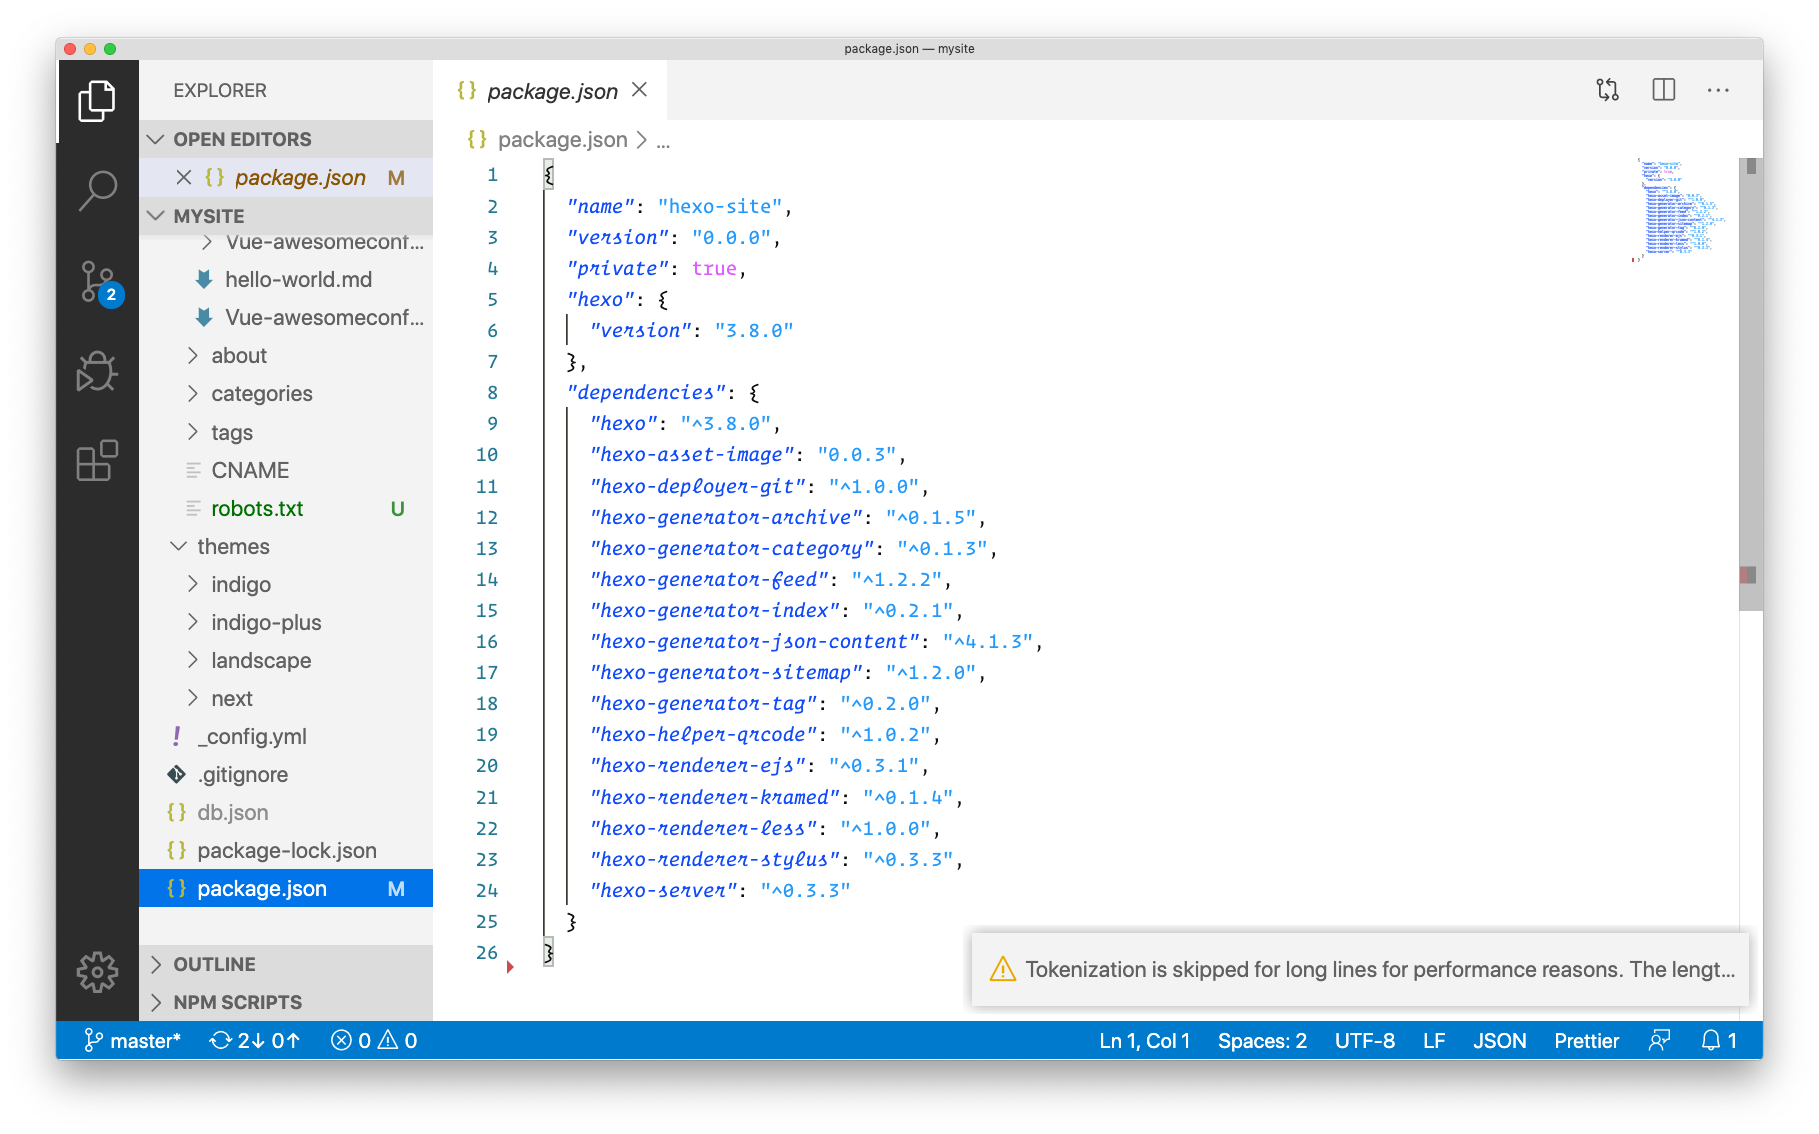 package.json — mysite
EXPLORER
OPEN EDITORS
package.json M
MYSITE
Vue-awesomeconf...
hello-world.md
Vue-awesomeconf...
about
categories
tags
CNAME
robots.txt U
themes
indigo
indigo-plus
landscape
next
_config.yml
.gitignore
db.json
package-lock.json
package.json M
OUTLINE
NPM SCRIPTS
2
{} package.json
{} package.json > ...
1 {
2 "name": "hexo-site",
3 "version": "0.0.0",
4 "private": true,
5 "hexo": {
6 "version": "3.8.0"
7 },
8 "dependencies": {
9 "hexo": "^3.8.0",
10 "hexo-asset-image": "0.0.3",
11 "hexo-deployer-git": "^1.0.0",
12 "hexo-generator-archive": "^0.1.5",
13 "hexo-generator-category": "^0.1.3",
14 "hexo-generator-feed": "^1.2.2",
15 "hexo-generator-index": "^0.2.1",
16 "hexo-generator-json-content": "^4.1.3",
17 "hexo-generator-sitemap": "^1.2.0",
18 "hexo-generator-tag": "^0.2.0",
19 "hexo-helper-qrcode": "^1.0.2",
20 "hexo-renderer-ejs": "^0.3.1",
21 "hexo-renderer-kramed": "^0.1.4",
22 "hexo-renderer-less": "^1.0.0",
23 "hexo-renderer-stylus": "^0.3.3",
24 "hexo-server": "^0.3.3"
25 }
26 }
Tokenization is skipped for long lines for performance reasons. The lengt...
master* 2↓ 0↑ 0 0 Ln 1, Col 1 Spaces: 2 UTF-8 LF JSON Prettier 1